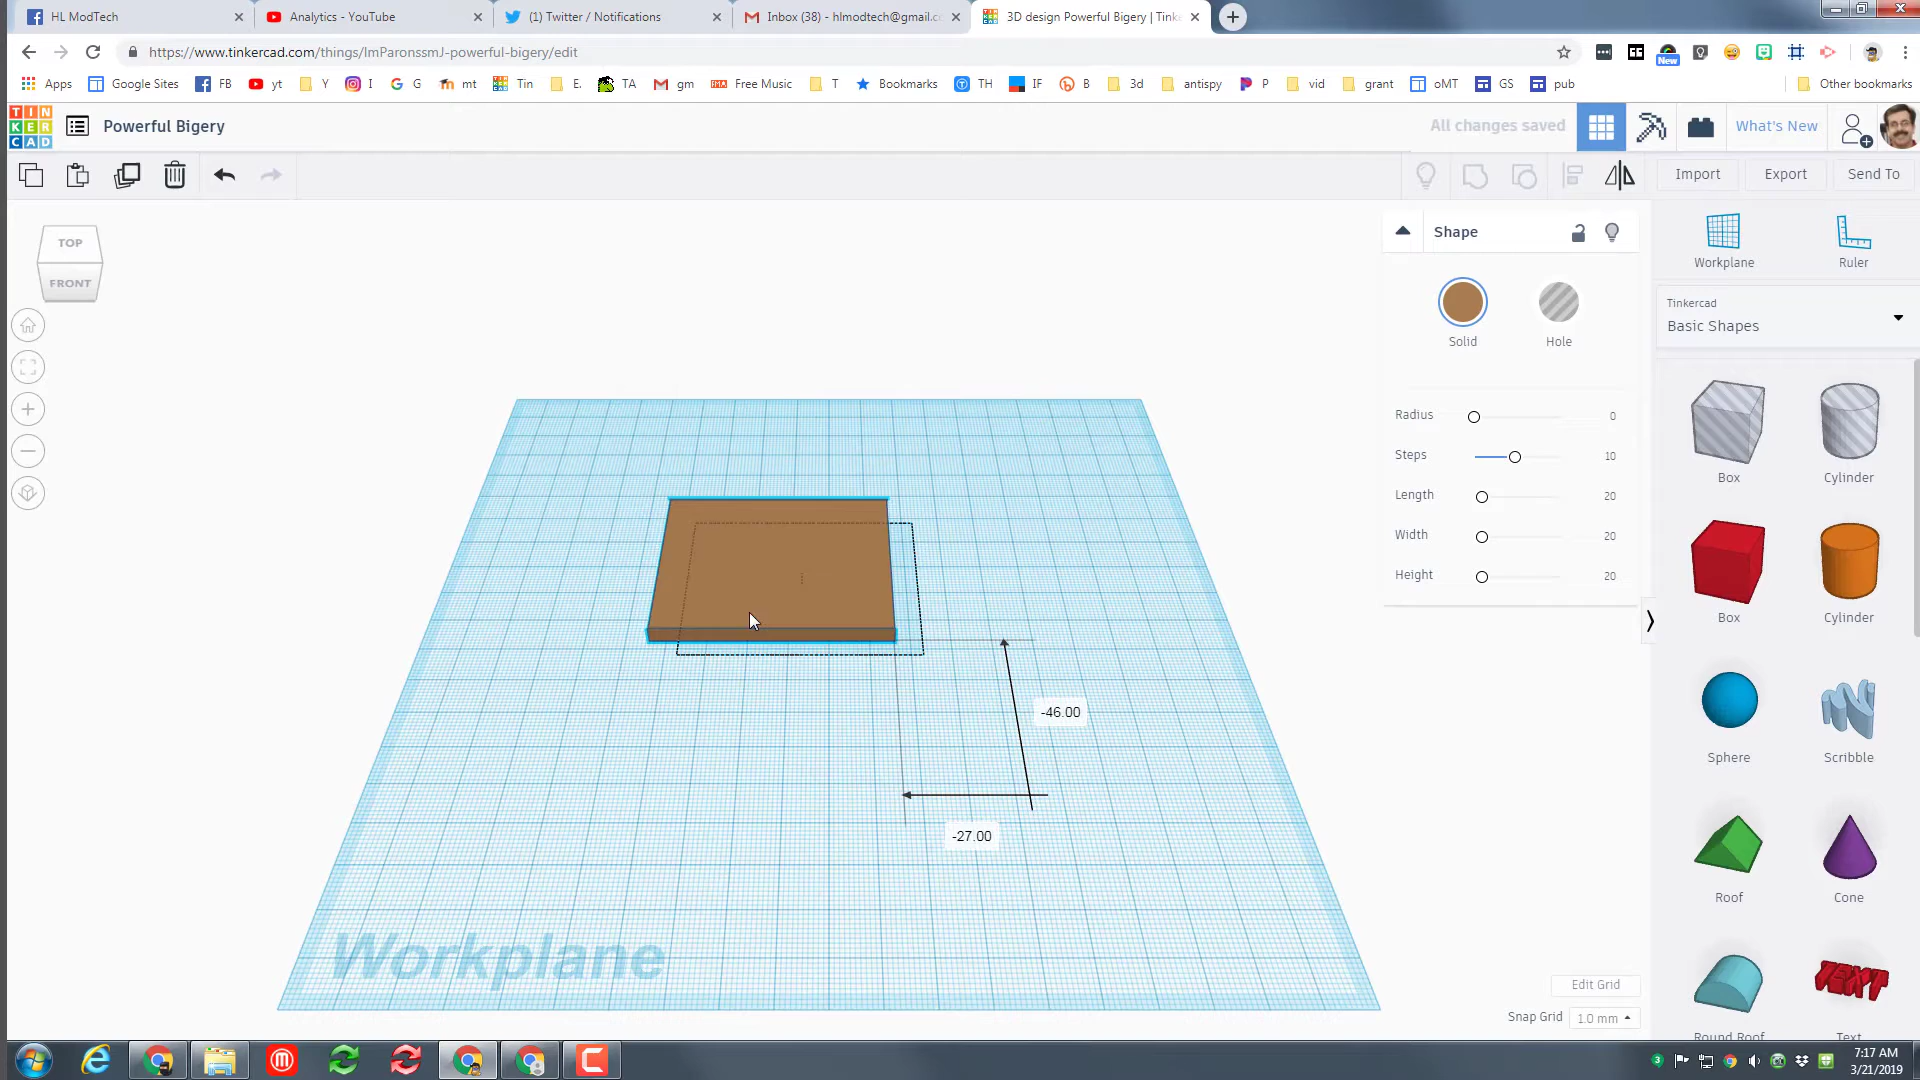 HL ModTech
Analytics - YouTube
(1) Twitter / Notifications
Inbox (38) - hlmodtech@gmail.c
3D design Powerful Bigery | Tink
https://www.tinkercad.com/things/lmParonssmJ-powerful-bigery/edit
New
Apps
Google Sites
FB
yt
Y
I
G
mt
Tin
E.
TA
gm
Free Music
T
Bookmarks
TH
IF
B
3d
antispy
P
vid
grant
oMT
GS
pub
Other bookmarks
TIN
KER
CAD
Powerful Bigery
All changes saved
What's New
Import
Export
Send To
TOP
FRONT
Shape
Solid
Hole
Radius 0
Steps 10
Length 20
Width 20
Height 20
Workplane
Ruler
Tinkercad
Basic Shapes
Box
Cylinder
Box
Cylinder
Sphere
Scribble
Roof
Cone
Round Roof
Text
TEXT
-46.00
-27.00
Workplane
Edit Grid
Snap Grid
1.0 mm
7:17 AM
3/21/2019